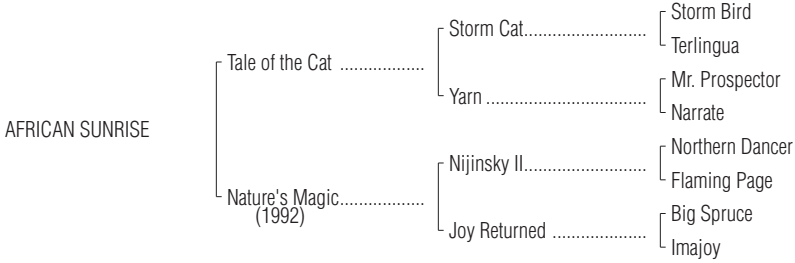 Storm Bird
Storm Cat..........................
Terlingua
Tale of the Cat ..................
Mr. Prospector
Yarn ..................................
Narrate
AFRICAN SUNRISE
Northern Dancer
Nijinsky II..........................
Flaming Page
Nature's Magic..................
(1992)
Big Spruce
Joy Returned ....................
Imajoy